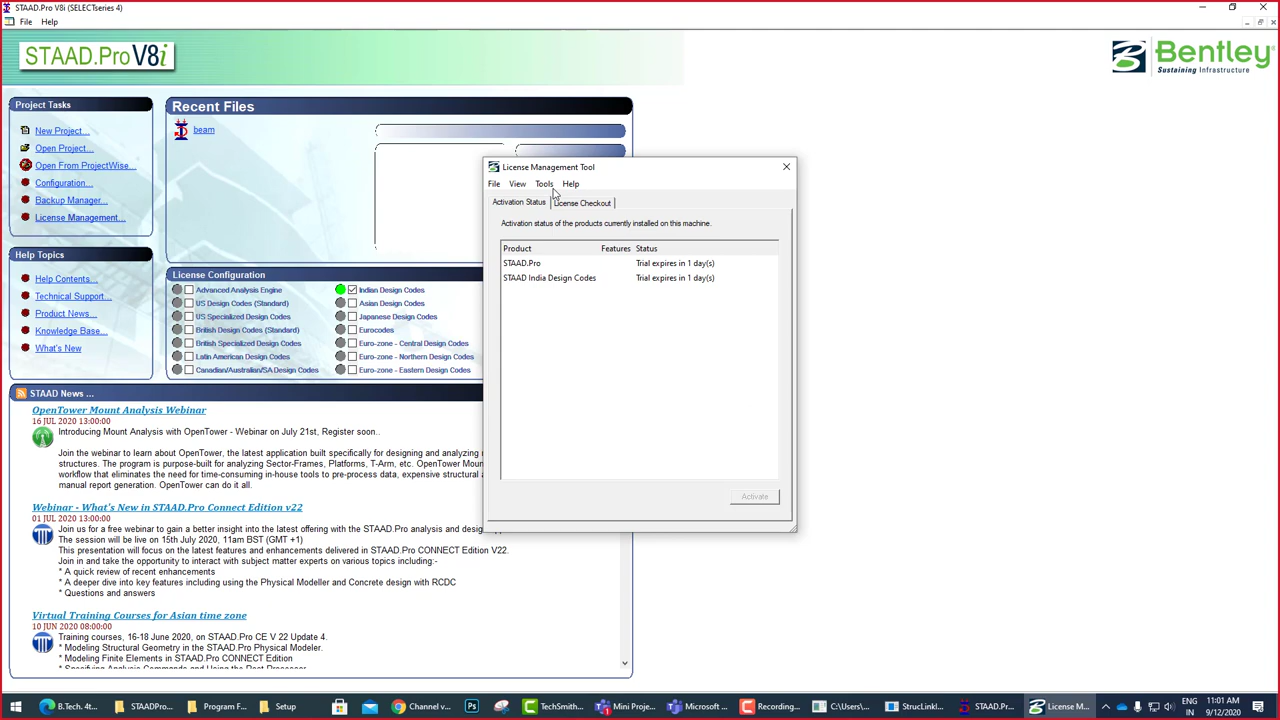 STAAD.Pro V8i (SELECTseries 4)
File Help
STAAD.Pro V8i
Bentley
Sustaining Infrastructure
Project Tasks
New Project...
Open Project...
Open From ProjectWise...
Configuration...
Backup Manager...
License Management...
Recent Files
beam
Help Topics
Help Contents...
Technical Support...
Product News...
Knowledge Base...
What's New
License Configuration
Advanced Analysis Engine
US Design Codes (Standard)
US Specialized Design Codes
British Design Codes (Standard)
British Specialized Design Codes
Latin American Design Codes
Canadian/Australian/SA Design Codes
Indian Design Codes
Asian Design Codes
Japanese Design Codes
Eurocodes
Euro-zone - Central Design Codes
Euro-zone - Northern Design Codes
Euro-zone - Eastern Design Codes
License Management Tool
File View Tools Help
Activation Status License Checkout
Activation status of the products currently installed on this machine.
Product Features Status
STAAD.Pro Trial expires in 1 day(s)
STAAD India Design Codes Trial expires in 1 day(s)
Activate
STAAD News ...
OpenTower Mount Analysis Webinar
16 JUL 2020 13:00:00
Introducing Mount Analysis with OpenTower - Webinar on July 21st, Register soon..
Join the webinar to learn about OpenTower, the latest application built specifically for designing and analyzing
structures. The program is purpose-built for analyzing Sector-Frames, Platforms, T-Arm, etc. OpenTower Mount
workflow that eliminates the need for time-consuming in-house tools to pre-process data, expensive structural
manual report generation. OpenTower can do it all.
Webinar - What's New in STAAD.Pro Connect Edition v22
01 JUL 2020 13:00:00
Join us for a free webinar to gain a better insight into the latest offering with the STAAD.Pro analysis and
The session will be live on 15th July 2020, 11am BST (GMT +1)
This presentation will focus on the latest features and enhancements delivered in STAAD.Pro CONNECT Edition V22.
Join in and take the opportunity to interact with subject matter experts on various topics including:-
* A quick review of recent enhancements
* A deeper dive into key features including using the Physical Modeller and Concrete design with RCDC
* Questions and answers
Virtual Training Courses for Asian time zone
10 JUN 2020 08:00:00
Training courses, 16-18 June 2020, on STAAD.Pro CE V 22 Update 4.
* Modeling Structural Geometry in the STAAD.Pro Physical Modeler.
* Modeling Finite Elements in STAAD.Pro CONNECT Edition
B.Tech. 4t... STAADPro... Program F... Setup Channel v... Ps TechSmith... Mini Proje... Microsoft ... Recording... C:\Users\... StrucLinkI... STAAD.Pr... License M...
ENG 11:01 AM
IN 9/12/2020